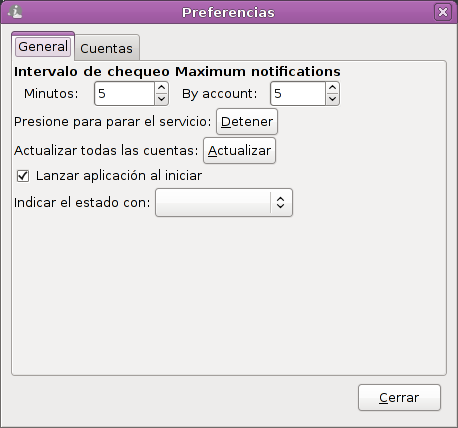 Preferencias
General Cuentas
Intervalo de chequeo Maximum notifications
Minutos: 5 By account: 5
Presione para parar el servicio: Detener
Actualizar todas las cuentas: Actualizar
Lanzar aplicación al iniciar
Indicar el estado con:
Cerrar